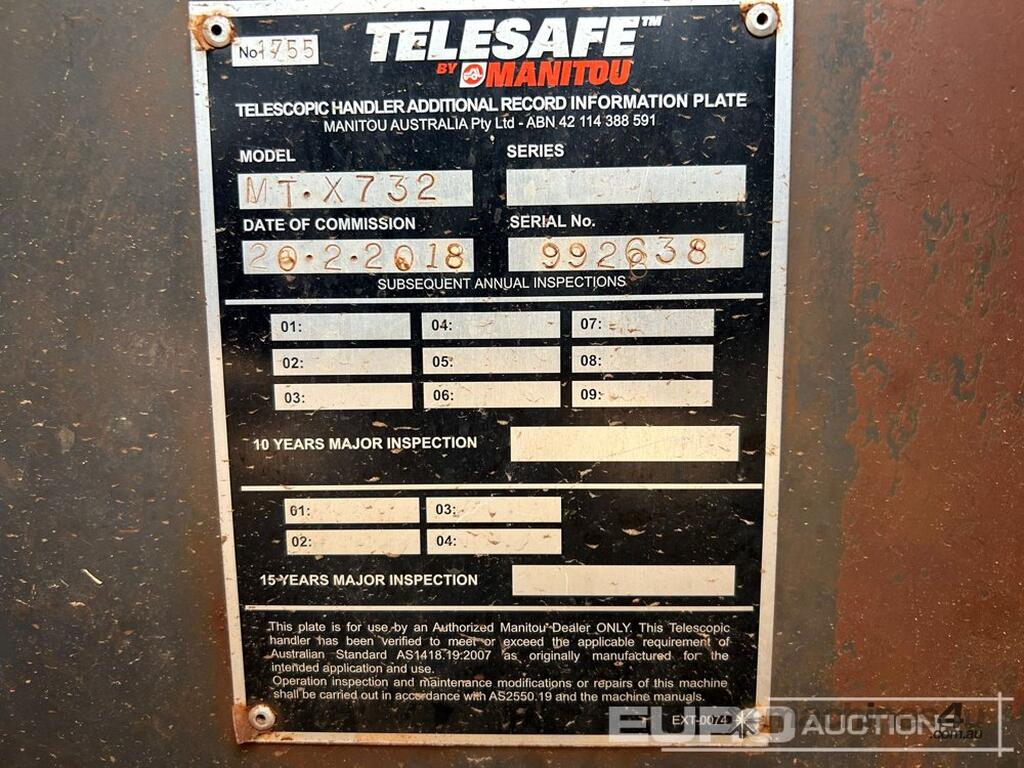 No 1755
TELESAFE™
BY MANITOU
TELESCOPIC HANDLER ADDITIONAL RECORD INFORMATION PLATE
MANITOU AUSTRALIA Pty Ltd - ABN 42 114 388 591
MODEL SERIES
MT·X732
DATE OF COMMISSION SERIAL No.
20·2·2018 992638
SUBSEQUENT ANNUAL INSPECTIONS
01: 04: 07:
02: 05: 08:
03: 06: 09:
10 YEARS MAJOR INSPECTION
01: 03:
02: 04:
15 YEARS MAJOR INSPECTION
This plate is for use by an Authorized Manitou Dealer ONLY. This Telescopic
handler has been verified to meet or exceed the applicable requirement of
Australian Standard AS1418.19:2007 as originally manufactured for the
intended application and use.
Operation inspection and maintenance modifications or repairs of this machine
shall be carried out in accordance with AS2550.19 and the machine manuals.
EXT-0074
EURO AUCTIONS
4
.com.au